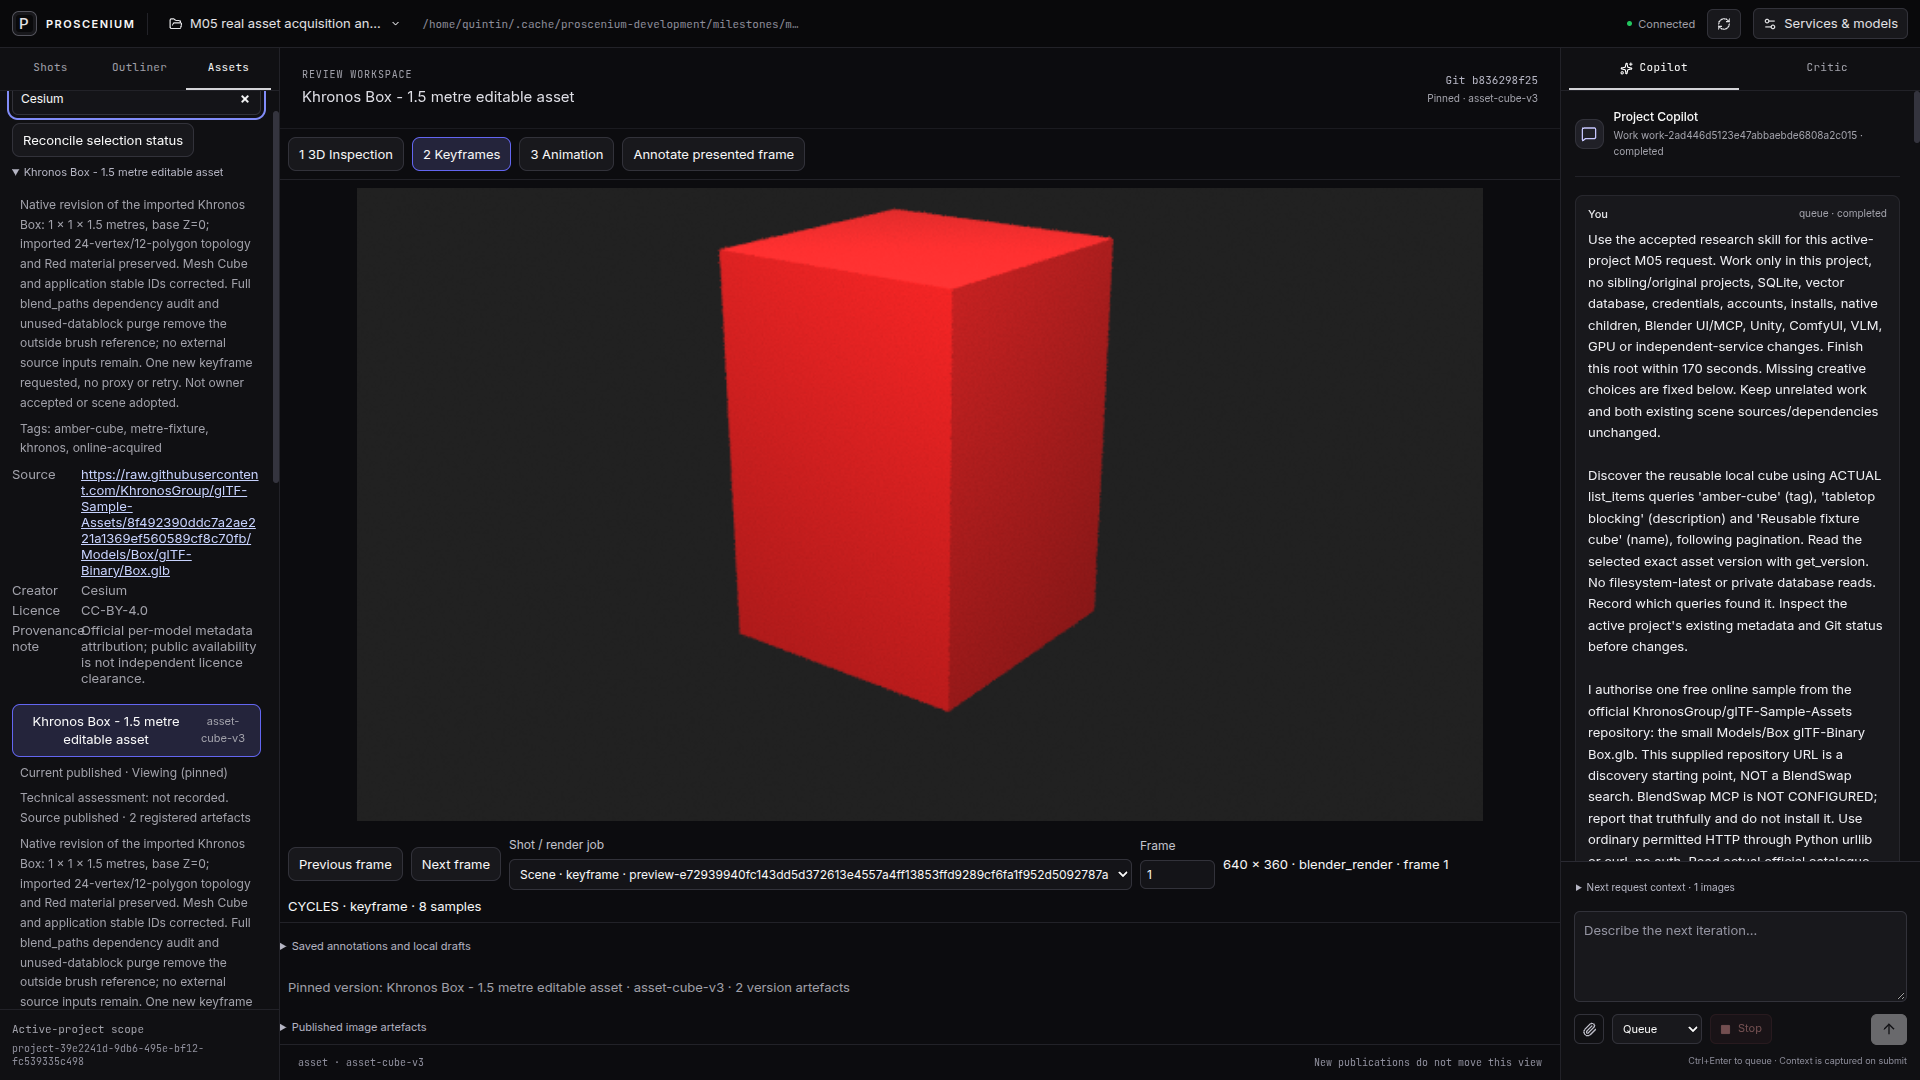 P PROSCENIUM
M05 real asset acquisition an...
/home/quintin/.cache/proscenium-development/milestones/m…
Connected
Services & models
Shots
Outliner
Assets
Cesium
Reconcile selection status
Khronos Box - 1.5 metre editable asset
Native revision of the imported Khronos
Box: 1 × 1 × 1.5 metres, base Z=0;
imported 24-vertex/12-polygon topology
and Red material preserved. Mesh Cube
and application stable IDs corrected. Full
blend_paths dependency audit and
unused-datablock purge remove the
outside brush reference; no external
source inputs remain. One new keyframe
requested, no proxy or retry. Not owner
accepted or scene adopted.
Tags: amber-cube, metre-fixture,
khronos, online-acquired
Source
https://raw.githubuserconten
t.com/KhronosGroup/glTF-
Sample-
Assets/8f492390ddc7a2ae2
21a1369ef560589cf8c70fb/
Models/Box/glTF-
Binary/Box.glb
Creator Cesium
Licence CC-BY-4.0
Provenance note
Official per-model metadata
attribution; public availability
is not independent licence
clearance.
Khronos Box - 1.5 metre
editable asset
asset-
cube-v3
Current published · Viewing (pinned)
Technical assessment: not recorded.
Source published · 2 registered artefacts
Native revision of the imported Khronos
Box: 1 × 1 × 1.5 metres, base Z=0;
imported 24-vertex/12-polygon topology
and Red material preserved. Mesh Cube
and application stable IDs corrected. Full
blend_paths dependency audit and
unused-datablock purge remove the
outside brush reference; no external
source inputs remain. One new keyframe
Active-project scope
project-39e2241d-9db6-495e-bf12-
fc539335c498
REVIEW WORKSPACE
Khronos Box - 1.5 metre editable asset
Git b836298f25
Pinned · asset-cube-v3
1 3D Inspection
2 Keyframes
3 Animation
Annotate presented frame
Previous frame
Next frame
Shot / render job
Scene · keyframe · preview-e72939940fc143dd5d372613e4557a4ff13853ffd9289cf6fa1f952d5092787a
Frame
1
640 × 360 · blender_render · frame 1
CYCLES · keyframe · 8 samples
Saved annotations and local drafts
Pinned version: Khronos Box - 1.5 metre editable asset · asset-cube-v3 · 2 version artefacts
Published image artefacts
asset · asset-cube-v3
New publications do not move this view
Copilot
Critic
Project Copilot
Work work-2ad446d5123e47abbaebde6808a2c015 ·
completed
You
queue · completed
Use the accepted research skill for this active-
project M05 request. Work only in this project,
no sibling/original projects, SQLite, vector
database, credentials, accounts, installs, native
children, Blender UI/MCP, Unity, ComfyUI, VLM,
GPU or independent-service changes. Finish
this root within 170 seconds. Missing creative
choices are fixed below. Keep unrelated work
and both existing scene sources/dependencies
unchanged.
Discover the reusable local cube using ACTUAL
list_items queries 'amber-cube' (tag), 'tabletop
blocking' (description) and 'Reusable fixture
cube' (name), following pagination. Read the
selected exact asset version with get_version.
No filesystem-latest or private database reads.
Record which queries found it. Inspect the
active project's existing metadata and Git status
before changes.
I authorise one free online sample from the
official KhronosGroup/glTF-Sample-Assets
repository: the small Models/Box glTF-Binary
Box.glb. This supplied repository URL is a
discovery starting point, NOT a BlendSwap
search. BlendSwap MCP is NOT CONFIGURED;
report that truthfully and do not install it. Use
ordinary permitted HTTP through Python urllib
or curl, no auth. Read actual official catalogue
Next request context · 1 images
Describe the next iteration...
Queue
Stop
Ctrl+Enter to queue · Context is captured on submit